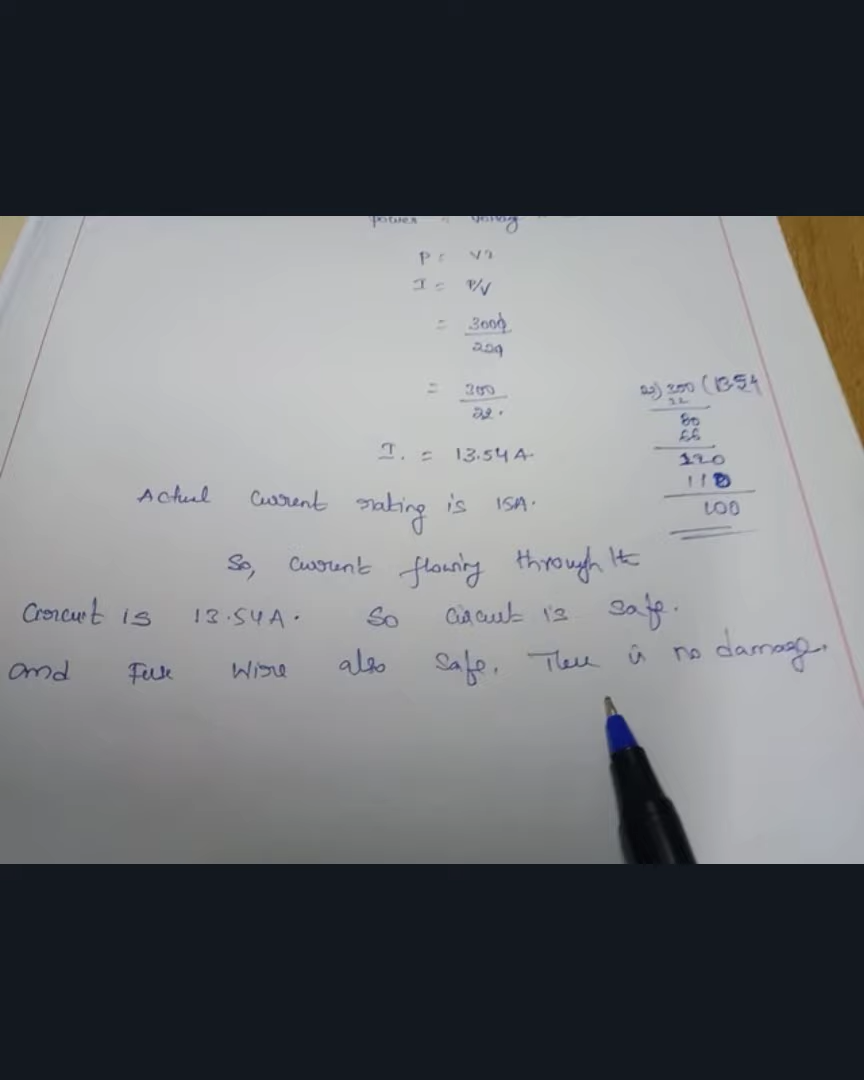 Power = Voltag
P = VI
I = P/V
= 3000
220
= 300
22.
I. = 13.54A.
22) 300 (13.54
22
80
66
120
110
100
Actual current rating is 15A.
So, current flowing through the
Circuit is 13.54A. So circuit is safe.
and Fuse wire also safe. There is no damage.